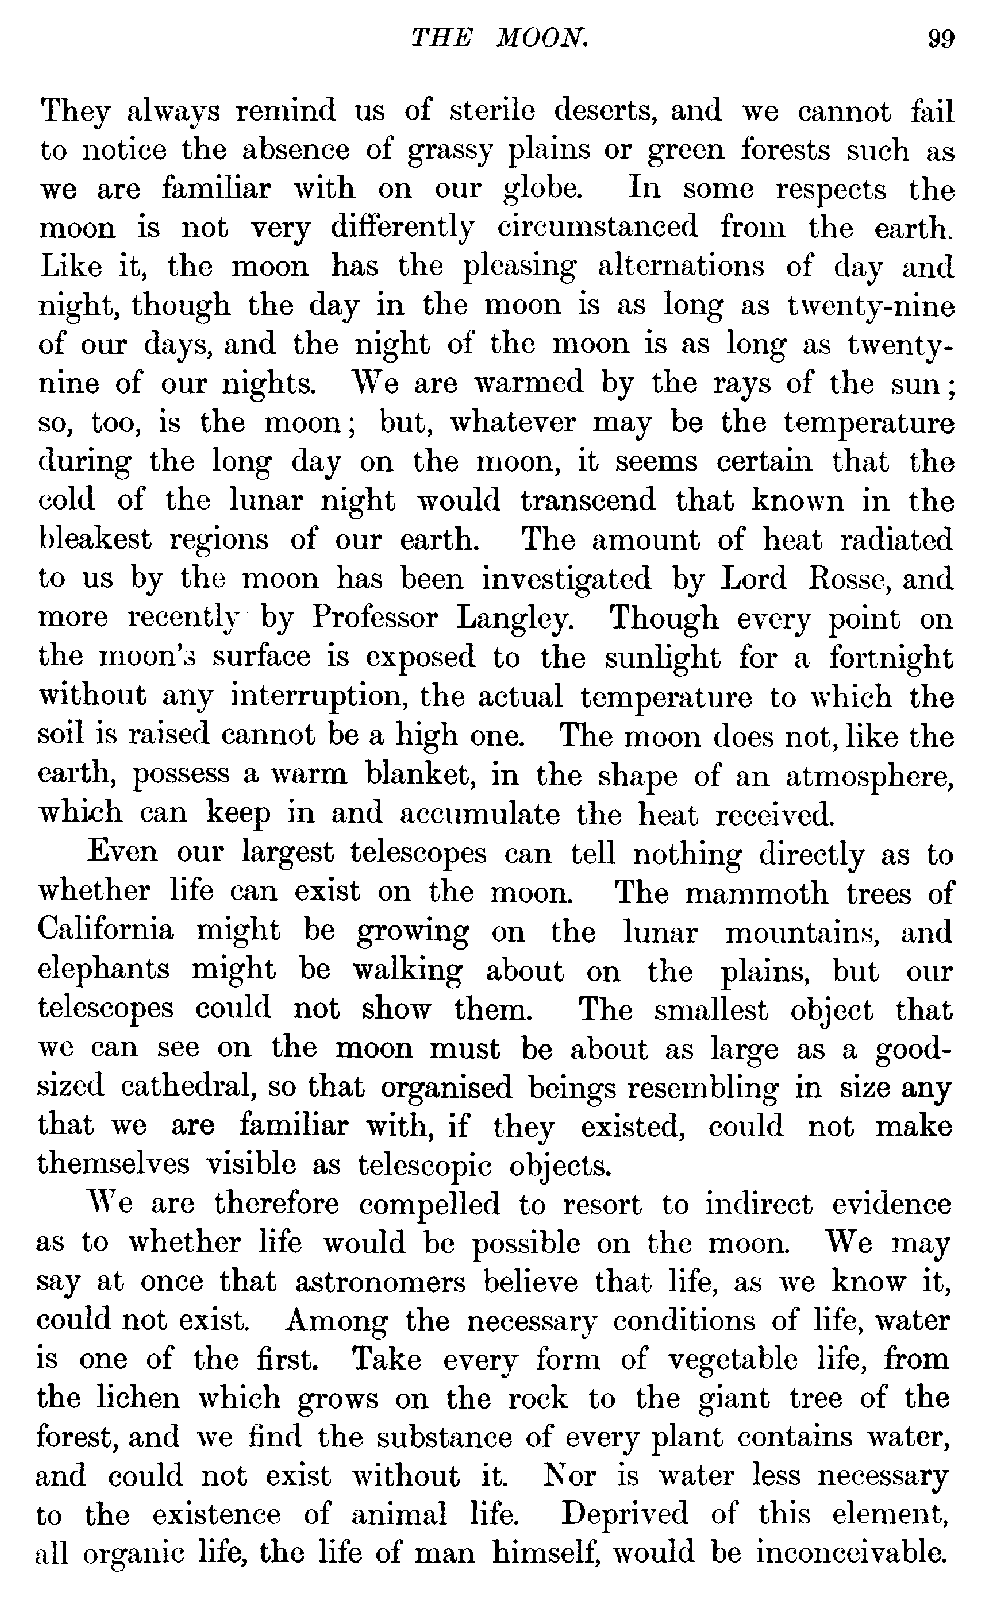 THE MOON. 99
They always remind us of sterile deserts, and we cannot fail
to notice the absence of grassy plains or green forests such as
we are familiar with on our globe. In some respects the
moon is not very differently circumstanced from the earth.
Like it, the moon has the pleasing alternations of day and
night, though the day in the moon is as long as twenty-nine
of our days, and the night of the moon is as long as twenty-
nine of our nights. We are warmed by the rays of the sun;
so, too, is the moon; but, whatever may be the temperature
during the long day on the moon, it seems certain that the
cold of the lunar night would transcend that known in the
bleakest regions of our earth. The amount of heat radiated
to us by the moon has been investigated by Lord Rosse, and
more recently by Professor Langley. Though every point on
the moon's surface is exposed to the sunlight for a fortnight
without any interruption, the actual temperature to which the
soil is raised cannot be a high one. The moon does not, like the
earth, possess a warm blanket, in the shape of an atmosphere,
which can keep in and accumulate the heat received.
Even our largest telescopes can tell nothing directly as to
whether life can exist on the moon. The mammoth trees of
California might be growing on the lunar mountains, and
elephants might be walking about on the plains, but our
telescopes could not show them. The smallest object that
we can see on the moon must be about as large as a good-
sized cathedral, so that organised beings resembling in size any
that we are familiar with, if they existed, could not make
themselves visible as telescopic objects.
We are therefore compelled to resort to indirect evidence
as to whether life would be possible on the moon. We may
say at once that astronomers believe that life, as we know it,
could not exist. Among the necessary conditions of life, water
is one of the first. Take every form of vegetable life, from
the lichen which grows on the rock to the giant tree of the
forest, and we find the substance of every plant contains water,
and could not exist without it. Nor is water less necessary
to the existence of animal life. Deprived of this element,
all organic life, the life of man himself, would be inconceivable.